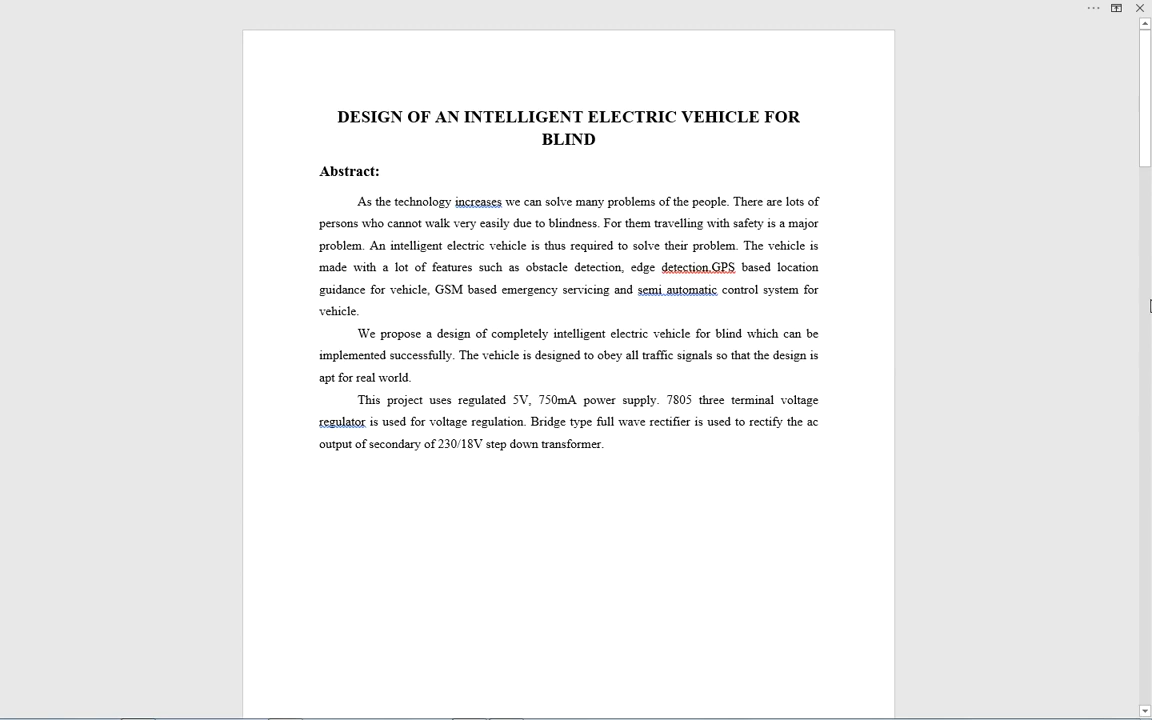 DESIGN OF AN INTELLIGENT ELECTRIC VEHICLE FOR
BLIND
Abstract:
As the technology increases we can solve many problems of the people. There are lots of
persons who cannot walk very easily due to blindness. For them travelling with safety is a major
problem. An intelligent electric vehicle is thus required to solve their problem. The vehicle is
made with a lot of features such as obstacle detection, edge detection.GPS based location
guidance for vehicle, GSM based emergency servicing and semi automatic control system for
vehicle.
We propose a design of completely intelligent electric vehicle for blind which can be
implemented successfully. The vehicle is designed to obey all traffic signals so that the design is
apt for real world.
This project uses regulated 5V, 750mA power supply. 7805 three terminal voltage
regulator is used for voltage regulation. Bridge type full wave rectifier is used to rectify the ac
output of secondary of 230/18V step down transformer.